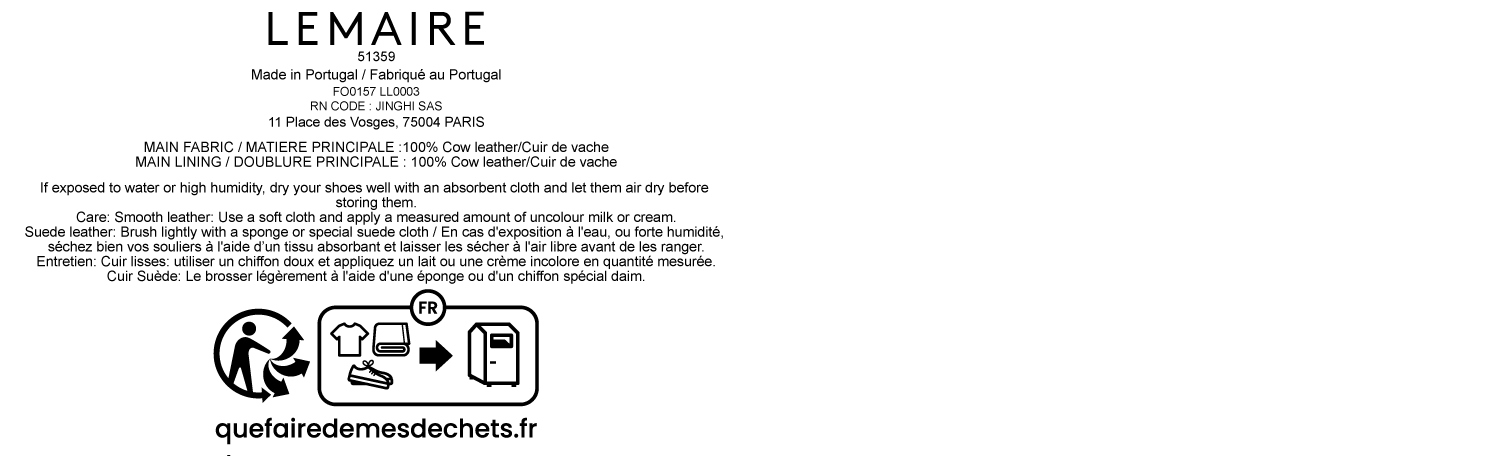 LEMAIRE
51359
Made in Portugal / Fabriqué au Portugal
FO0157 LL0003
RN CODE : JINGHI SAS
11 Place des Vosges, 75004 PARIS
MAIN FABRIC / MATIERE PRINCIPALE :100% Cow leather/Cuir de vache
MAIN LINING / DOUBLURE PRINCIPALE : 100% Cow leather/Cuir de vache
If exposed to water or high humidity, dry your shoes well with an absorbent cloth and let them air dry before
storing them.
Care: Smooth leather: Use a soft cloth and apply a measured amount of uncolour milk or cream.
Suede leather: Brush lightly with a sponge or special suede cloth / En cas d'exposition à l'eau, ou forte humidité,
séchez bien vos souliers à l'aide d’un tissu absorbant et laisser les sécher à l'air libre avant de les ranger.
Entretien: Cuir lisses: utiliser un chiffon doux et appliquez un lait ou une crème incolore en quantité mesurée.
Cuir Suède: Le brosser légèrement à l'aide d'une éponge ou d'un chiffon spécial daim.
FR
quefairedemesdechets.fr